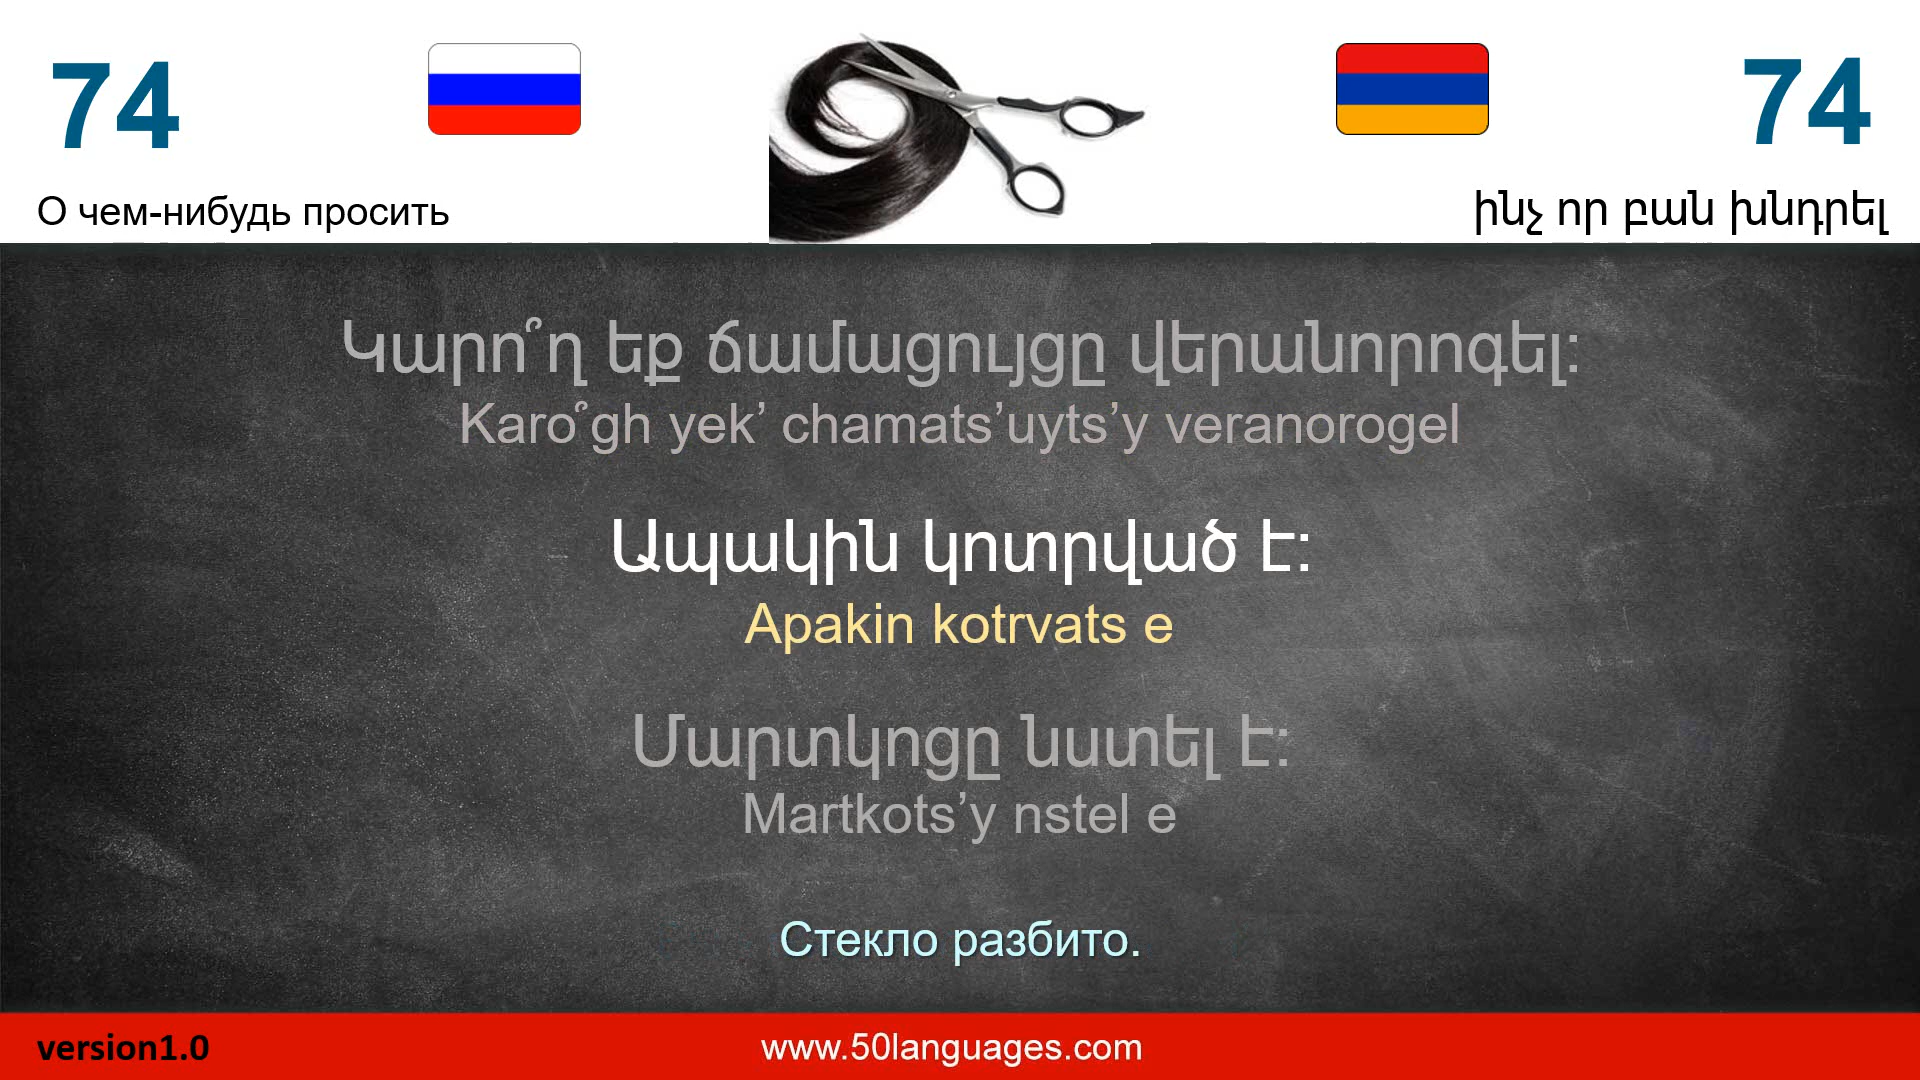 74
74
О чем-нибудь просить
ինչ որ բան խնդրել
Կարո՞ղ եք ճամացույցը վերանորոգել:
Karo՞gh yek’ chamats’uyts’y veranorogel
Ապակին կոտրված է:
Apakin kotrvats e
Մարտկոցը նստել է:
Martkots’y nstel e
Стекло разбито.
version1.0
www.50languages.com